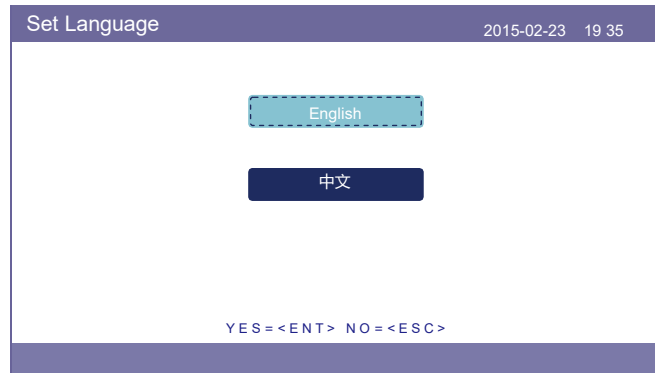 Set Language
2015-02-23 19 35
English
中文
YES=<ENT> NO=<ESC>